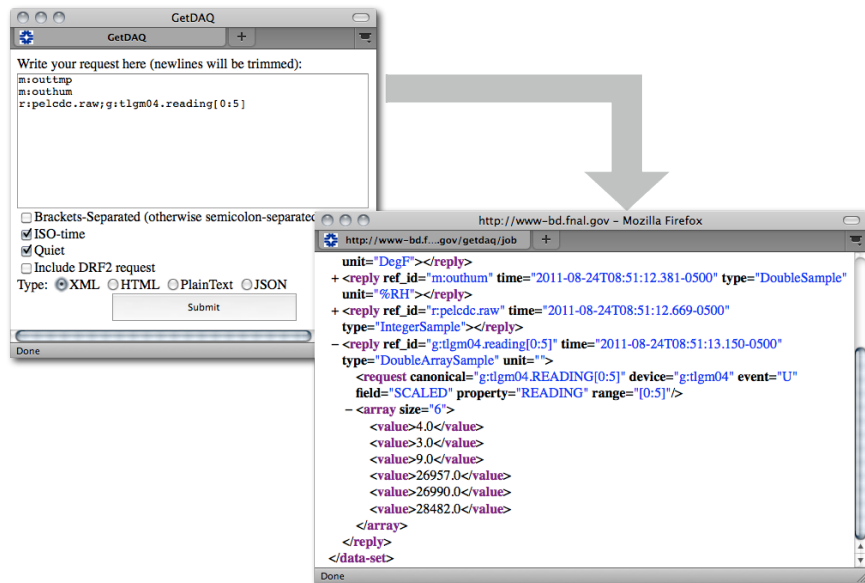 GetDAQ
GetDAQ +
Write your request here (newlines will be trimmed):
m:outtmp
m:outhum
r:pelcdc.raw;g:tlgm04.reading[0:5]
Brackets-Separated (otherwise semicolon-separated
ISO-time
Quiet
Include DRF2 request
Type: XML HTML PlainText JSON
Submit
Done
http://www-bd.fnal.gov – Mozilla Firefox
http://www-bd.f....gov/getdaq/job +
unit="DegF"></reply>
+ <reply ref_id="m:outhum" time="2011-08-24T08:51:12.381-0500" type="DoubleSample"
unit="%RH"></reply>
+ <reply ref_id="r:pelcdc.raw" time="2011-08-24T08:51:12.669-0500"
type="IntegerSample"></reply>
– <reply ref_id="g:tlgm04.reading[0:5]" time="2011-08-24T08:51:13.150-0500"
type="DoubleArraySample" unit="">
<request canonical="g:tlgm04.READING[0:5]" device="g:tlgm04" event="U"
field="SCALED" property="READING" range="[0:5]"/>
– <array size="6">
<value>4.0</value>
<value>3.0</value>
<value>9.0</value>
<value>26957.0</value>
<value>26990.0</value>
<value>28482.0</value>
</array>
</reply>
</data-set>
Done